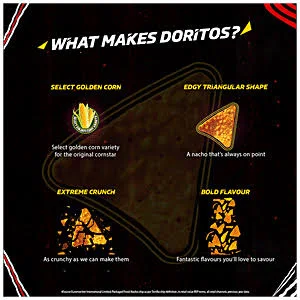 WHAT MAKES DORITOS?
SELECT GOLDEN CORN
Select golden corn variety
for the original cornstar
EDGY TRIANGULAR SHAPE
A nacho that's always on point
EXTREME CRUNCH
As crunchy as we can make them
BOLD FLAVOUR
Fantastic flavours you'll love to savour